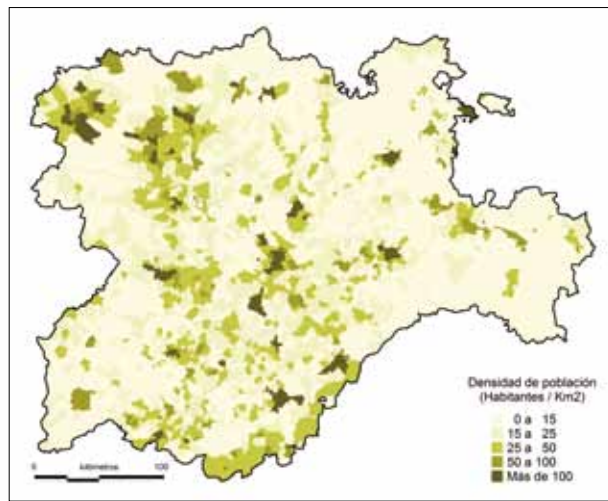 Densidad de población
(Habitantes / Km2)
0 a 15
15 a 25
25 a 50
50 a 100
Más de 100
0 kilómetros 100